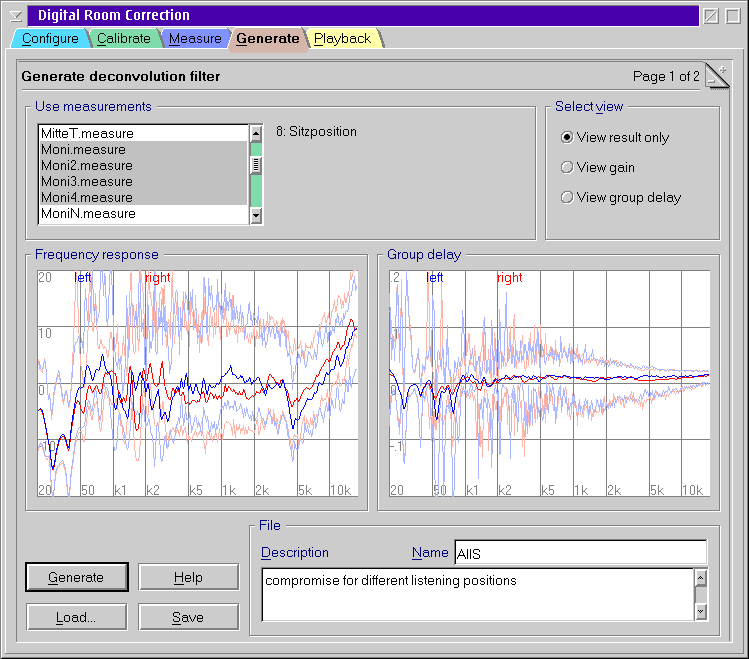 Digital Room Correction
Configure Calibrate Measure Generate Playback
Generate deconvolution filter Page 1 of 2
Use measurements
MitteT.measure
Moni.measure
Moni2.measure
Moni3.measure
Moni4.measure
MoniN.measure
8: Sitzposition
Select view
View result only
View gain
View group delay
Frequency response
20 left right
10
0
-10
20 50 k1 k2 k5 1k 2k 5k 10k
Group delay
.2 left right
.1
0
-.1
20 50 k1 k2 k5 1k 2k 5k 10k
File
Description Name AllS
compromise for different listening positions
Generate Help
Load... Save